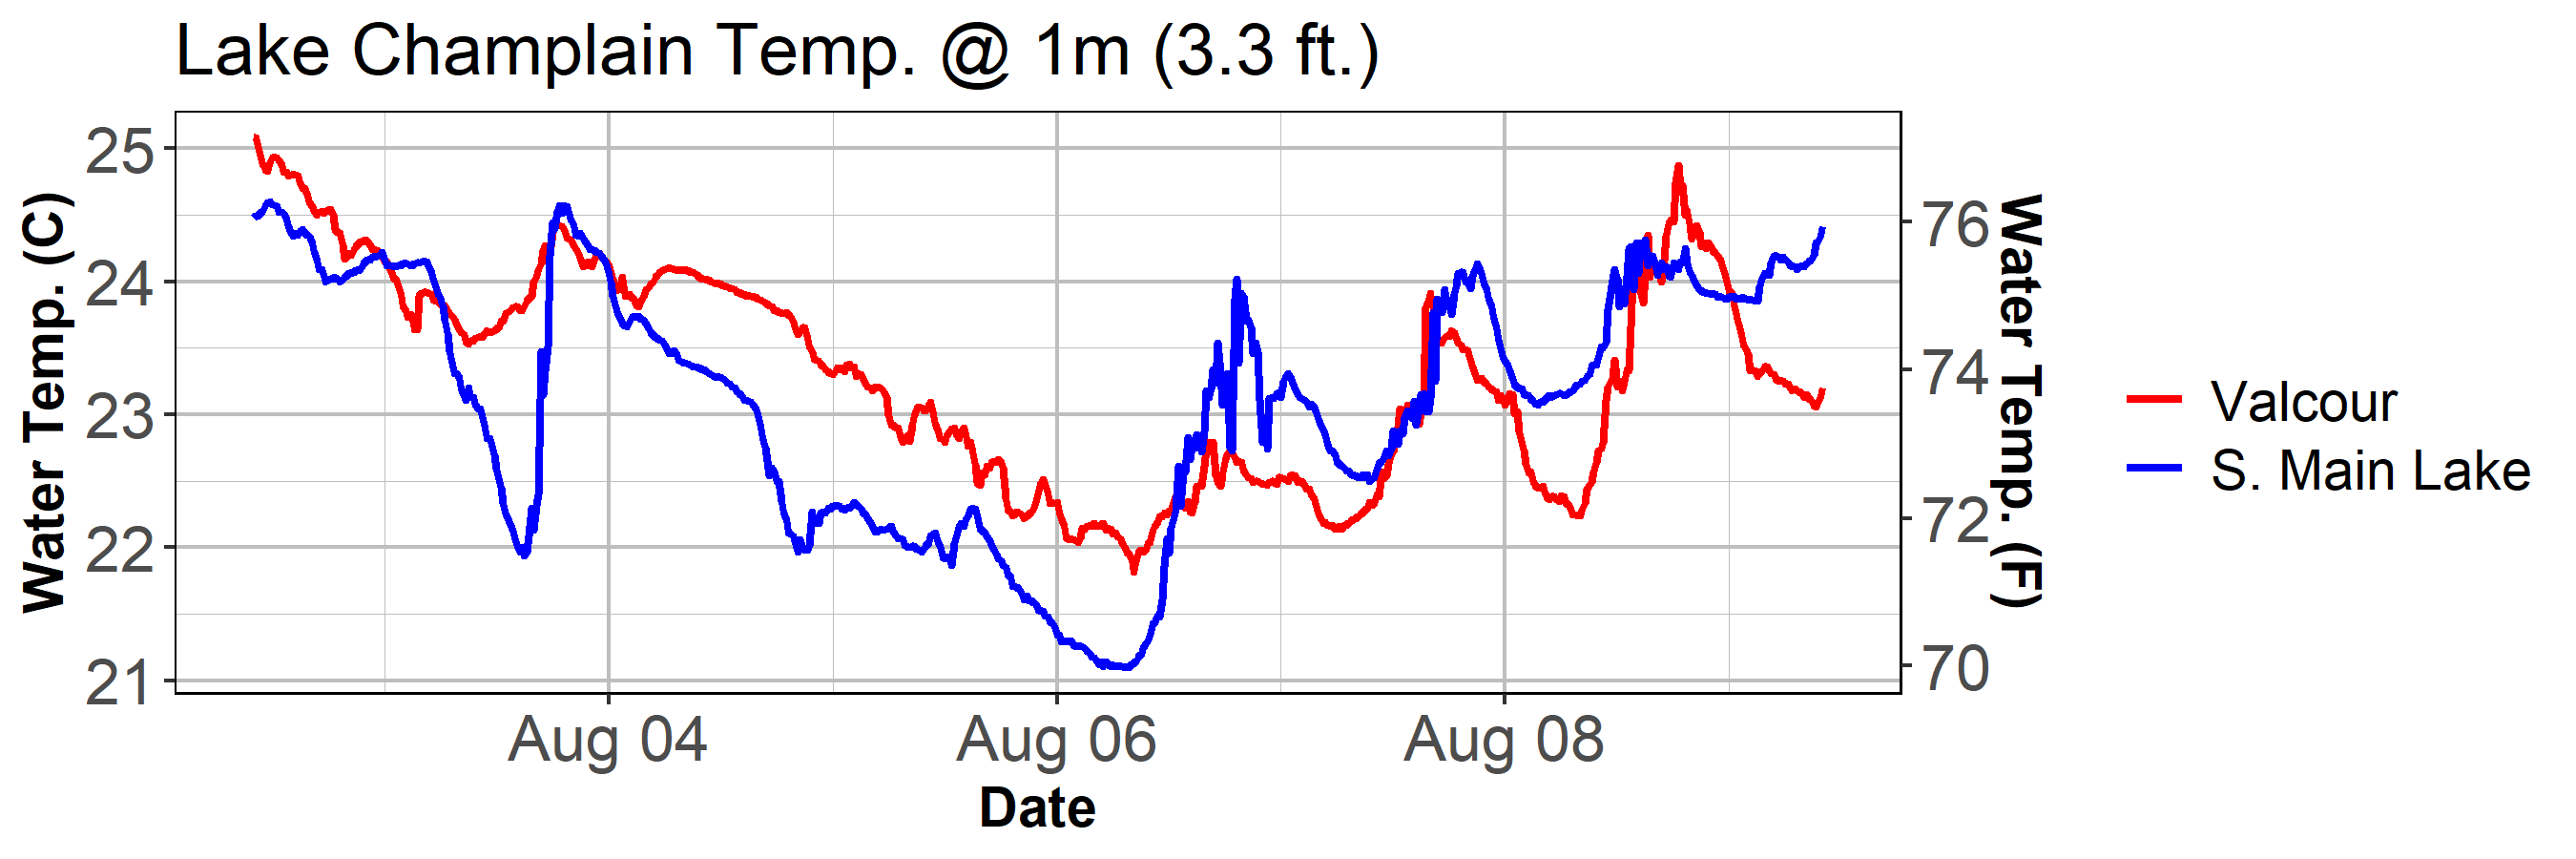 Lake Champlain Temp. @ 1m (3.3 ft.)
Water Temp. (C)
25
24
23
22
21
76
74
72
70
Water Temp. (F)
Aug 04
Aug 06
Aug 08
Date
Valcour
S. Main Lake